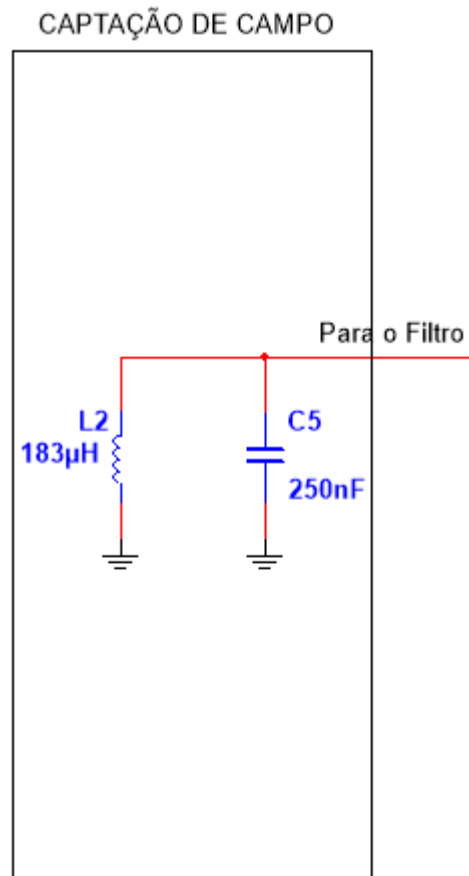 CAPTAÇÃO DE CAMPO
Para o Filtro
L2
183µH
C5
250nF